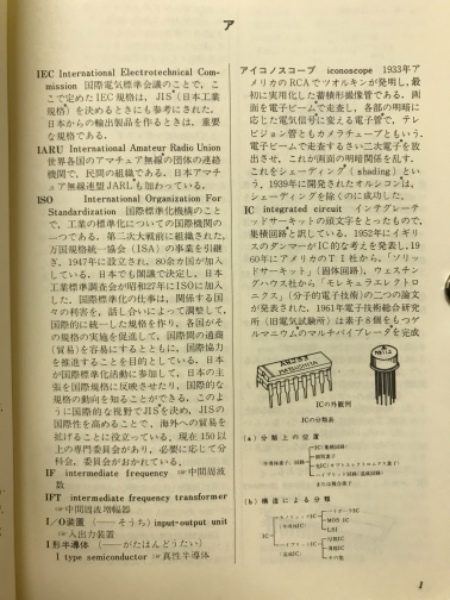 ア
IEC International Electrotechnical Com-
mission 国際電気標準会議のことで，こ
こで定めたIEC規格は，JIS*(日本工業
規格)を決めるときにも参考にされた．
日本からの輸出製品を作るときは，重要
な規格である．
IARU International Amateur Radio Union
世界各国のアマチュア無線の団体の連絡
機関で，民間の組織である．日本アマチ
ュア無線連盟JARL*も加わっている．
ISO International Organization For
Standardization 国際標準化機構のこと
で，工業の標準化についての国際機関の
一つである．第二次大戦前に組織された，
万国規格統一協会(ISA)の事業を引継
ぎ，1947年に設立され，80余カ国が加入
している．日本でも閣議で決定し，日本
工業標準調査会が昭和27年にISOに加入
した．国際標準化の仕事は，関係する国
々の利害を，話し合いによって調整して，
国際的に統一した規格を作り，各国がそ
の規格の実施を促進して，国際間の通商
(貿易)を容易にするとともに，国際協力
を推進することを目的としている．日本
が国際標準化活動に参加して，日本の主
張を国際規格に反映させたり，国際的な
規格の動向を知ることができる．このよ
うに国際的な視野でJIS*を決め，JISの
国際性を高めることで，海外への貿易を
拡げることに役立っている．現在150以
上の専門委員会があり，必要に応じて分
科会，委員会がおかれている．
IF intermediate frequency ☞中間周波
数
IFT intermediate frequency transformer
☞中間周波増幅器
I/O装置 (——そうち) input-output unit
☞入出力装置
I形半導体 (——がたはんどうたい)
I type semiconductor ☞真性半導体
アイコノスコープ iconoscope 1933年ア
メリカのRCAでツオルキンが発明し，最
初に実用化した蓄積形撮像管である．画
面を電子ビーム*で走査し，各部の明暗に
応じた電気信号に変える電子管で，テレ
ビジョン管ともカメラチューブともいう．
電子ビームで走査するさい二次電子*を放
出させ，これが画面の明暗関係を乱す．
これをシェーディング*(shading)とい
う．1939年に開発されたオルシコンは，
シェーディングを除くのに成功した．
IC integrated circuit インテグレーテ
ッドサーキットの頭文字をとったもので，
集積回路*と訳している．1952年にイギリ
スのダンマーがIC的な考えを発表し，19
60年にアメリカのTI社から，「ソリッ
ドサーキット」(固体回路)，ウェスチン
グハウス社から「モレキュラエレクトロ
ニクス」(分子的電子技術)の二つの論文
が発表された．1961年電子技術総合研究
所(旧電気試験所)は素子8個をもつゲ
ルマニウムのマルチバイブレータ*を完成
ICの外観例
ICの分類表
(a) 分類上の位置
IC(集積回路)
個別素子
(b) 構造による分類
IC
MOS IC
1